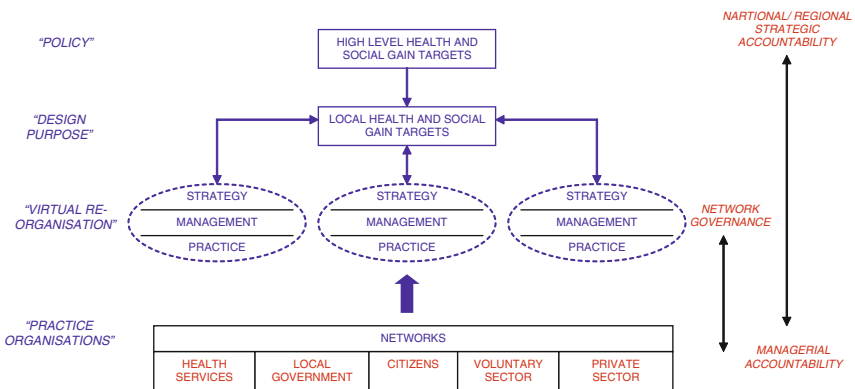 “POLICY”
HIGH LEVEL HEALTH AND
SOCIAL GAIN TARGETS
NARTIONAL/ REGIONAL
STRATEGIC
ACCOUNTABILITY
“DESIGN
PURPOSE”
LOCAL HEALTH AND SOCIAL
GAIN TARGETS
“VIRTUAL RE-
ORGANISATION”
STRATEGY
MANAGEMENT
PRACTICE
STRATEGY
MANAGEMENT
PRACTICE
STRATEGY
MANAGEMENT
PRACTICE
NETWORK
GOVERNANCE
“PRACTICE
ORGANISATIONS”
NETWORKS
HEALTH
SERVICES
LOCAL
GOVERNMENT
CITIZENS
VOLUNTARY
SECTOR
PRIVATE
SECTOR
MANAGERIAL
ACCOUNTABILITY